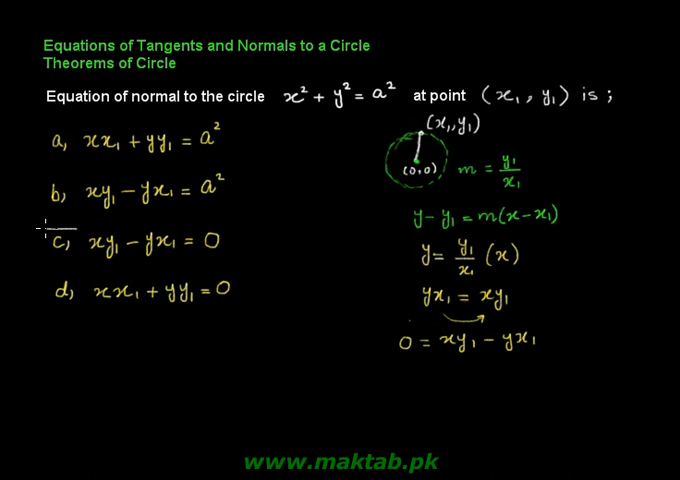 Equations of Tangents and Normals to a Circle
Theorems of Circle
Equation of normal to the circle x² + y² = a² at point (x₁, y₁) is ;
a, xx₁ + yy₁ = a²
b, xy₁ − yx₁ = a²
c, xy₁ − yx₁ = 0
d, xx₁ + yy₁ = 0
(x₁, y₁)
(0,0)
m = y₁/x₁
y − y₁ = m(x − x₁)
y = y₁/x₁ (x)
yx₁ = xy₁
0 = xy₁ − yx₁
www.maktab.pk